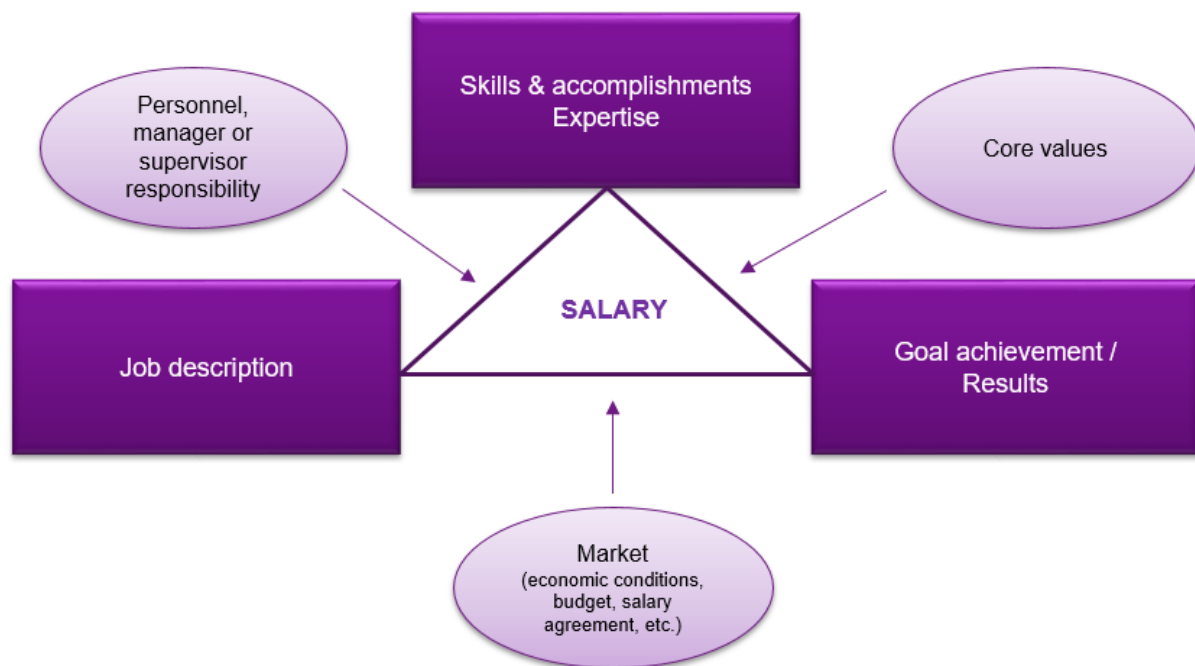 Skills & accomplishments
Expertise
Personnel,
manager or
supervisor
responsibility
Core values
SALARY
Job description
Goal achievement /
Results
Market
(economic conditions,
budget, salary
agreement, etc.)